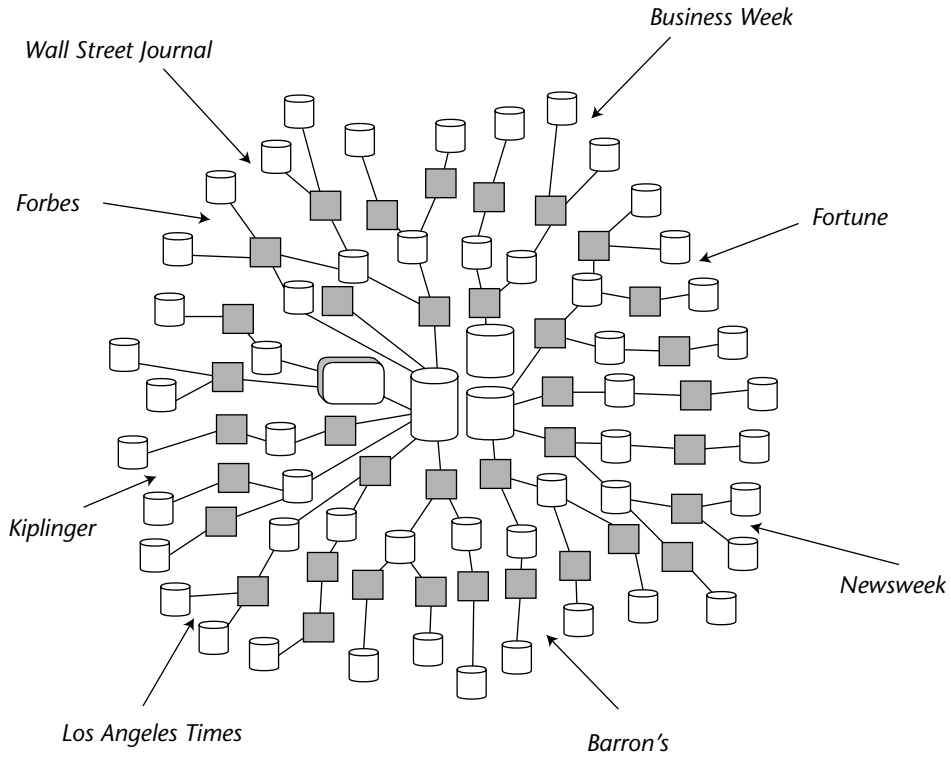 Business Week
Wall Street Journal
Forbes
Fortune
Kiplinger
Newsweek
Los Angeles Times
Barron’s